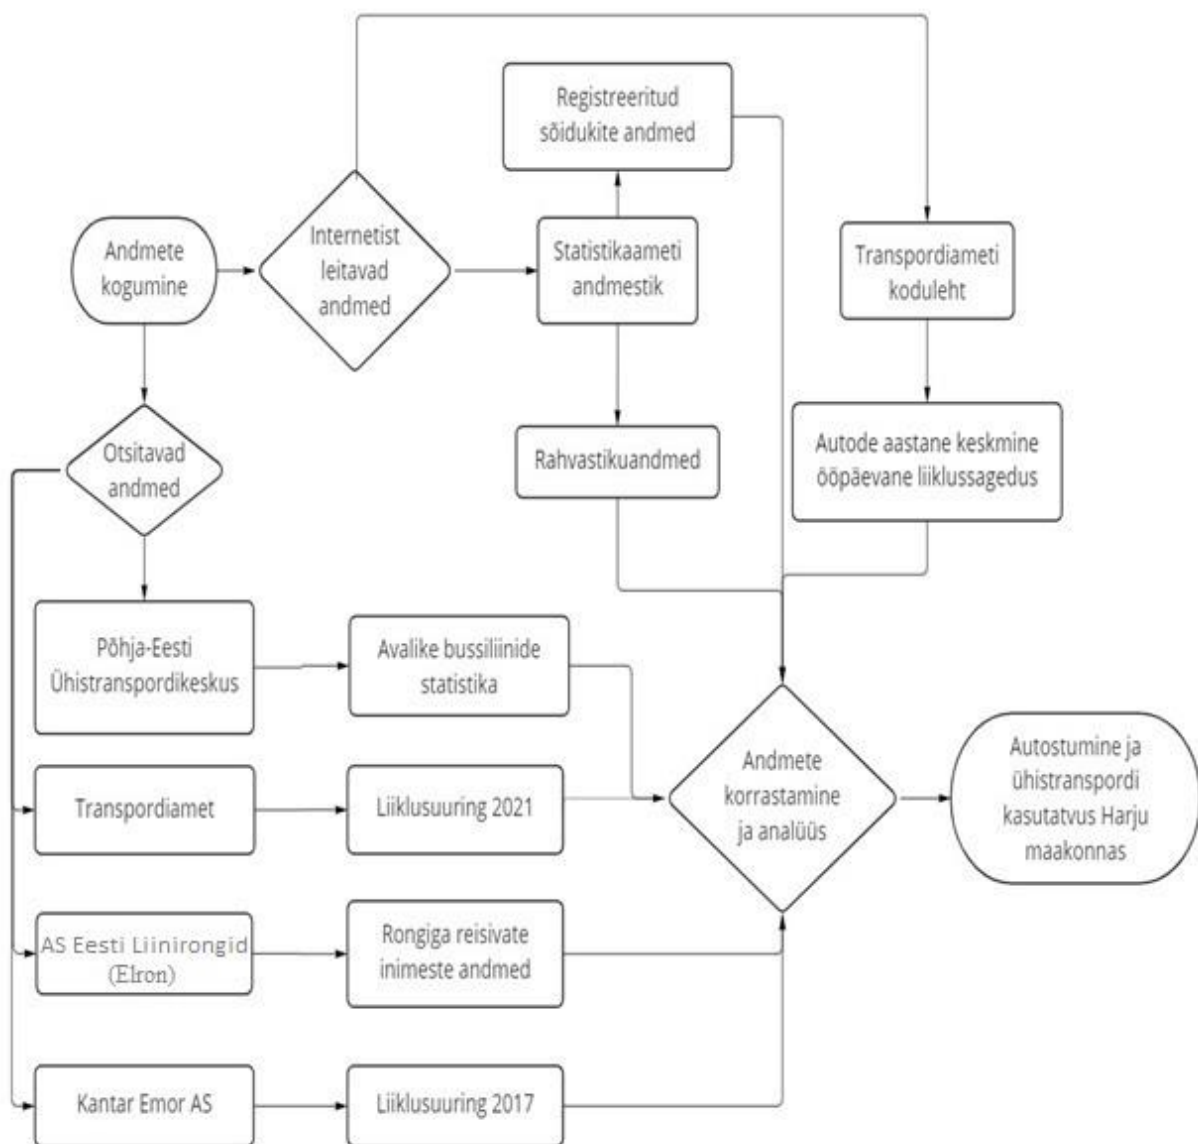 Registreeritud
sõidukite andmed
Andmete
kogumine
Internetist
leitavad
andmed
Statistikaameti
andmestik
Transpordiameti
koduleht
Otsitavad
andmed
Rahvastikuandmed
Autode aastane keskmine
ööpäevane liiklussagedus
Põhja-Eesti
Ühistranspordikeskus
Avalike bussiliinide
statistika
Transpordiamet
Liiklusuuring 2021
Andmete
korrastamine
ja analüüs
Autostumine ja
ühistranspordi
kasutatvus Harju
maakonnas
AS Eesti Liinirongid
(Elron)
Rongiga reisivate
inimeste andmed
Kantar Emor AS
Liiklusuuring 2017